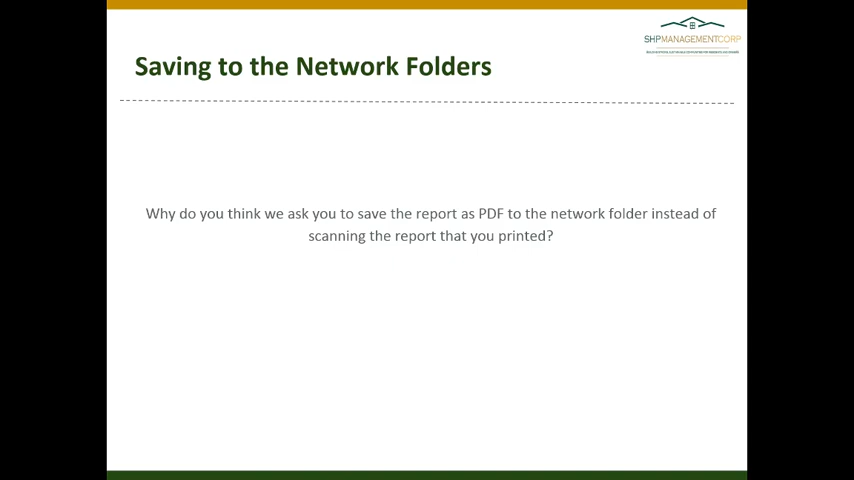 SHPMANAGEMENTCORP
Saving to the Network Folders
Why do you think we ask you to save the report as PDF to the network folder instead of
scanning the report that you printed?